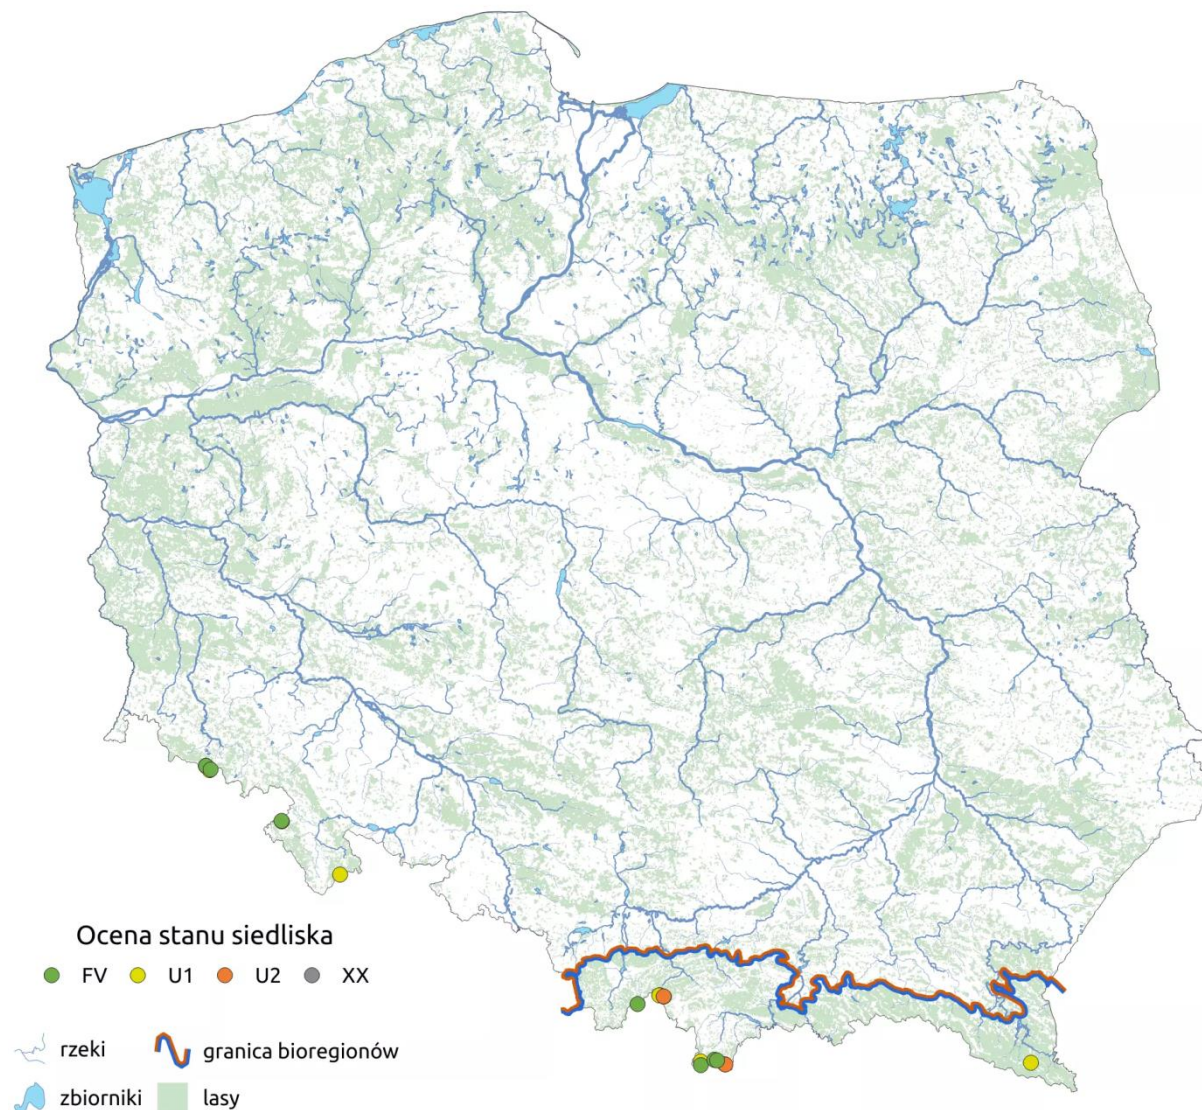 Ocena stanu siedliska
FV U1 U2 XX
rzeki granica bioregionów
zbiorniki lasy